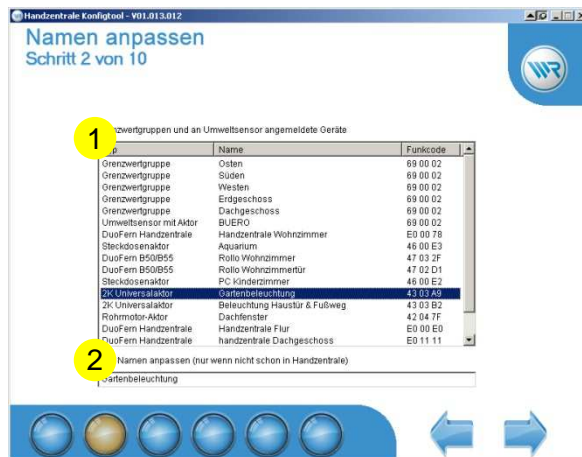 Handzentrale Konfigtool - V01.013.012
Namen anpassen
Schritt 2 von 10
WR
1
nzwertgruppen und an Umweltsensor angemeldete Geräte
Name Funkcode
Grenzwertgruppe Osten 69 00 02
Grenzwertgruppe Süden 69 00 02
Grenzwertgruppe Westen 69 00 02
Grenzwertgruppe Erdgeschoss 69 00 02
Grenzwertgruppe Dachgeschoss 69 00 02
Umweltsensor mit Aktor BUERO 69 00 02
DuoFern Handzentrale Handzentrale Wohnzimmer E0 00 78
Steckdosenaktor Aquarium 46 00 E3
DuoFern B50/B55 Rollo Wohnzimmer 47 03 2F
DuoFern B50/B55 Rollo Wohnzimmertür 47 02 D1
Steckdosenaktor PC Kinderzimmer 46 00 E2
2K Universalaktor Gartenbeleuchtung 43 03 A9
2K Universalaktor Beleuchtung Haustür & Fußweg 43 03 B2
Rohrmotor-Aktor Dachfenster 42 04 7F
DuoFern Handzentrale Handzentrale Flur E0 00 E0
DuoFern Handzentrale handzentrale Dachgeschoss E0 11 11
2
Namen anpassen (nur wenn nicht schon in Handzentrale)
Gartenbeleuchtung